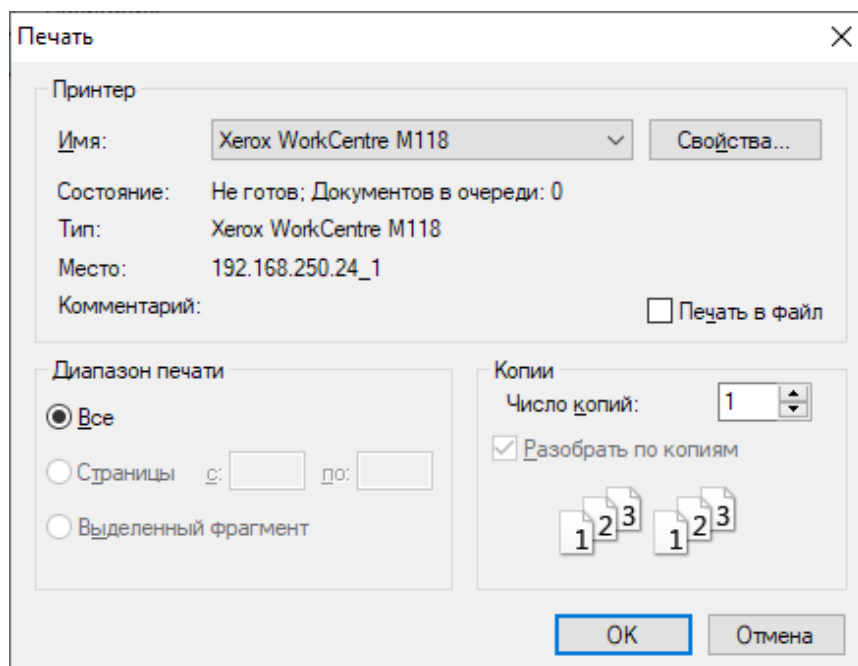 Печать
Принтер
Имя: Xerox WorkCentre M118 Свойства...
Состояние: Не готов; Документов в очереди: 0
Тип: Xerox WorkCentre M118
Место: 192.168.250.24_1
Комментарий: Печать в файл
Диапазон печати
Все
Страницы с: по:
Выделенный фрагмент
Копии
Число копий: 1
Разобрать по копиям
1 2 3 1 2 3
OK Отмена